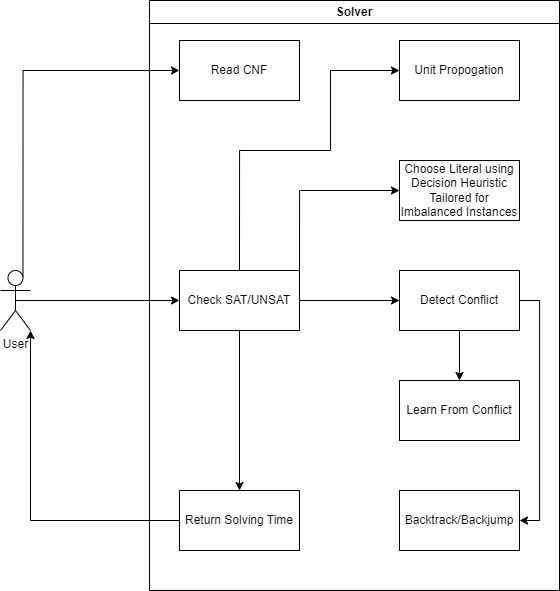 Solver
Read CNF
Unit Propogation
Choose Literal using
Decision Heuristic
Tailored for
Imbalanced Instances
Check SAT/UNSAT
Detect Conflict
User
Learn From Conflict
Return Solving Time
Backtrack/Backjump